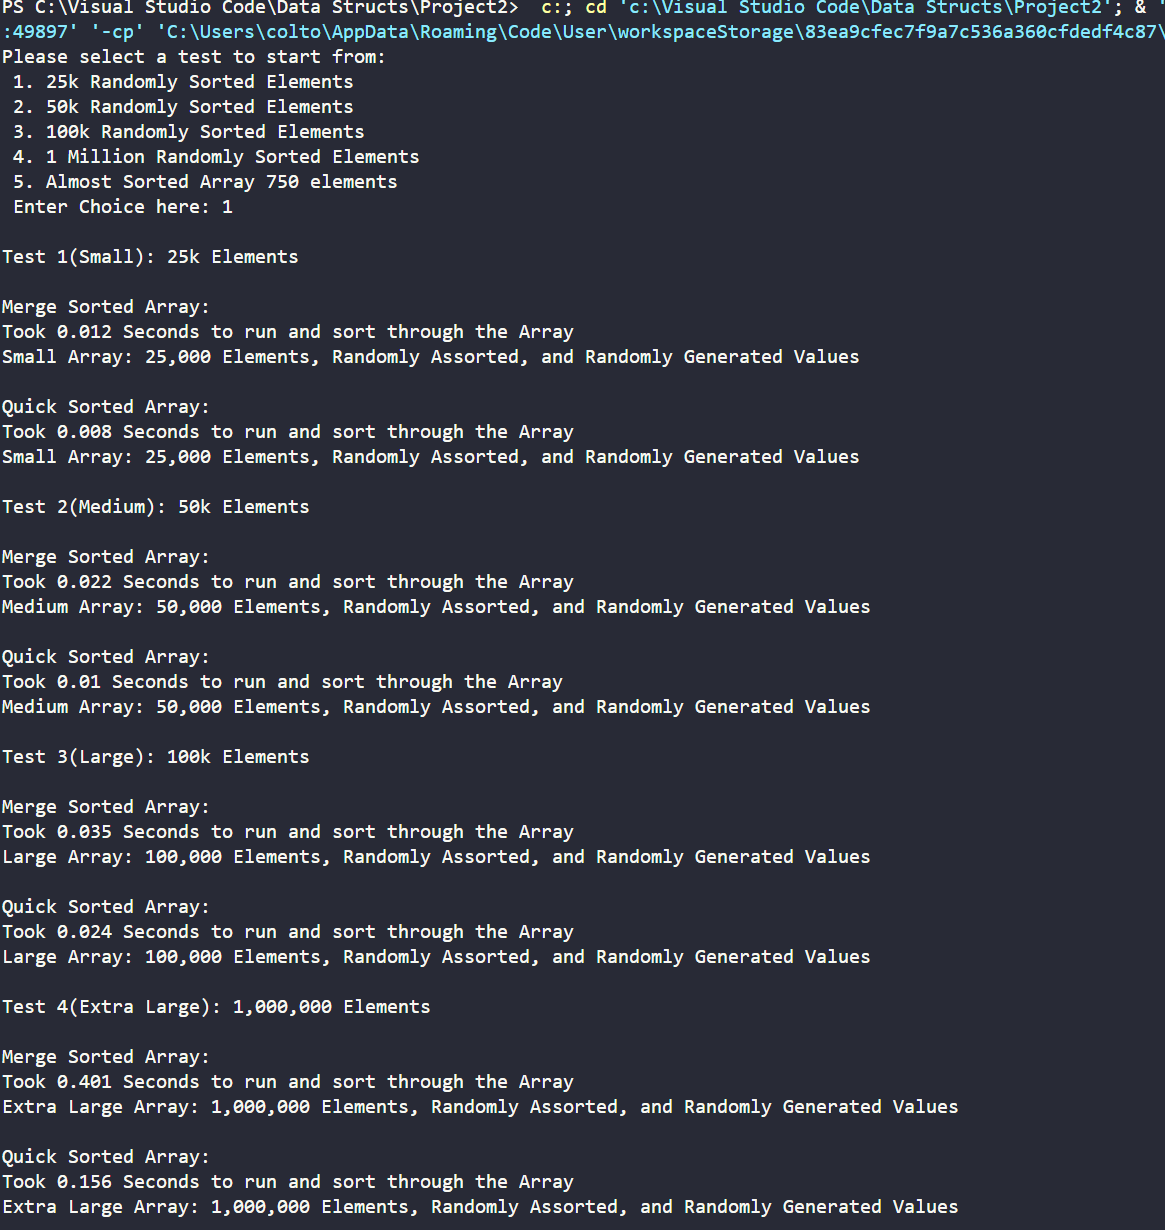 PS C:\Visual Studio Code\Data Structs\Project2>  c:; cd 'c:\Visual Studio Code\Data Structs\Project2'; & '
:49897' '-cp' 'C:\Users\colto\AppData\Roaming\Code\User\workspaceStorage\83ea9cfec7f9a7c536a360cfdedf4c87\
Please select a test to start from:
 1. 25k Randomly Sorted Elements
 2. 50k Randomly Sorted Elements
 3. 100k Randomly Sorted Elements
 4. 1 Million Randomly Sorted Elements
 5. Almost Sorted Array 750 elements
 Enter Choice here: 1

Test 1(Small): 25k Elements

Merge Sorted Array:
Took 0.012 Seconds to run and sort through the Array
Small Array: 25,000 Elements, Randomly Assorted, and Randomly Generated Values

Quick Sorted Array:
Took 0.008 Seconds to run and sort through the Array
Small Array: 25,000 Elements, Randomly Assorted, and Randomly Generated Values

Test 2(Medium): 50k Elements

Merge Sorted Array:
Took 0.022 Seconds to run and sort through the Array
Medium Array: 50,000 Elements, Randomly Assorted, and Randomly Generated Values

Quick Sorted Array:
Took 0.01 Seconds to run and sort through the Array
Medium Array: 50,000 Elements, Randomly Assorted, and Randomly Generated Values

Test 3(Large): 100k Elements

Merge Sorted Array:
Took 0.035 Seconds to run and sort through the Array
Large Array: 100,000 Elements, Randomly Assorted, and Randomly Generated Values

Quick Sorted Array:
Took 0.024 Seconds to run and sort through the Array
Large Array: 100,000 Elements, Randomly Assorted, and Randomly Generated Values

Test 4(Extra Large): 1,000,000 Elements

Merge Sorted Array:
Took 0.401 Seconds to run and sort through the Array
Extra Large Array: 1,000,000 Elements, Randomly Assorted, and Randomly Generated Values

Quick Sorted Array:
Took 0.156 Seconds to run and sort through the Array
Extra Large Array: 1,000,000 Elements, Randomly Assorted, and Randomly Generated Values